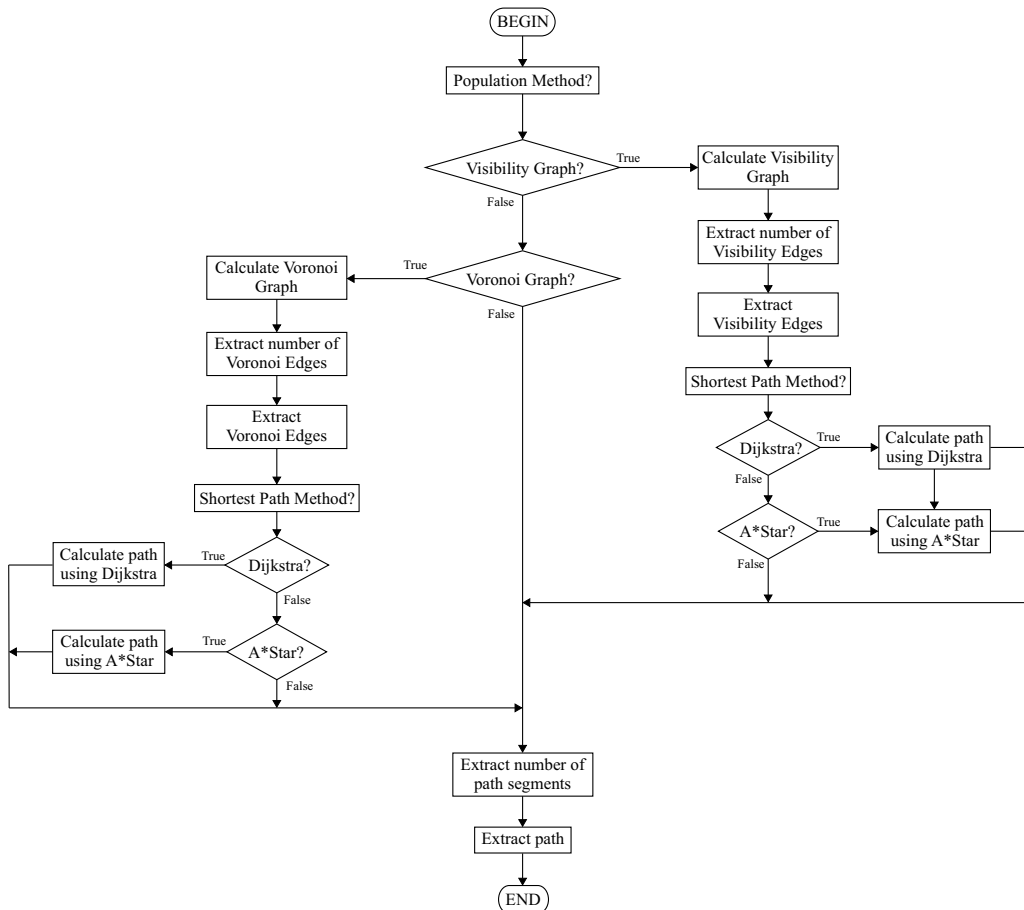 BEGIN
Population Method?
Visibility Graph?
True
False
Calculate Visibility
Graph
Extract number of
Visibility Edges
Extract
Visibility Edges
Shortest Path Method?
Dijkstra?
True
False
Calculate path
using Dijkstra
A*Star?
True
False
Calculate path
using A*Star
Voronoi Graph?
True
False
Calculate Voronoi
Graph
Extract number of
Voronoi Edges
Extract
Voronoi Edges
Shortest Path Method?
Dijkstra?
True
False
Calculate path
using Dijkstra
A*Star?
True
False
Calculate path
using A*Star
Extract number of
path segments
Extract path
END